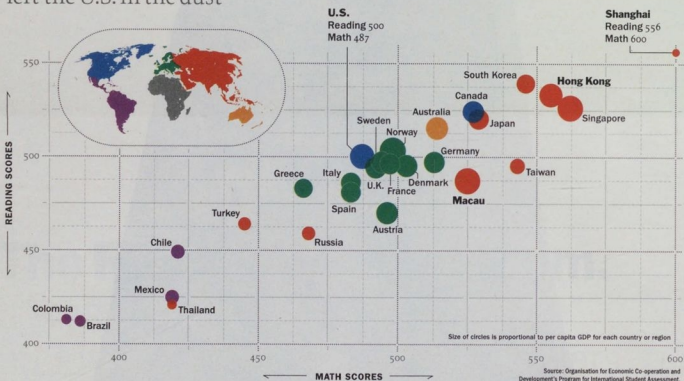 left the U.S. in the dust
U.S.
Reading 500
Math 487
Shanghai
Reading 556
Math 600
550
South Korea
Hong Kong
Canada
Singapore
Australia
Japan
Sweden
Norway
500
Germany
Greece
Italy
U.K.
France
Denmark
Taiwan
Spain
Macau
Austria
Turkey
Russia
450
Chile
Mexico
Thailand
Colombia
Brazil
Size of circles is proportional to per capita GDP for each country or region
400
400
450
500
550
600
READING SCORES
MATH SCORES
Source: Organisation for Economic Co-operation and
Development's Program for International Student Assessment